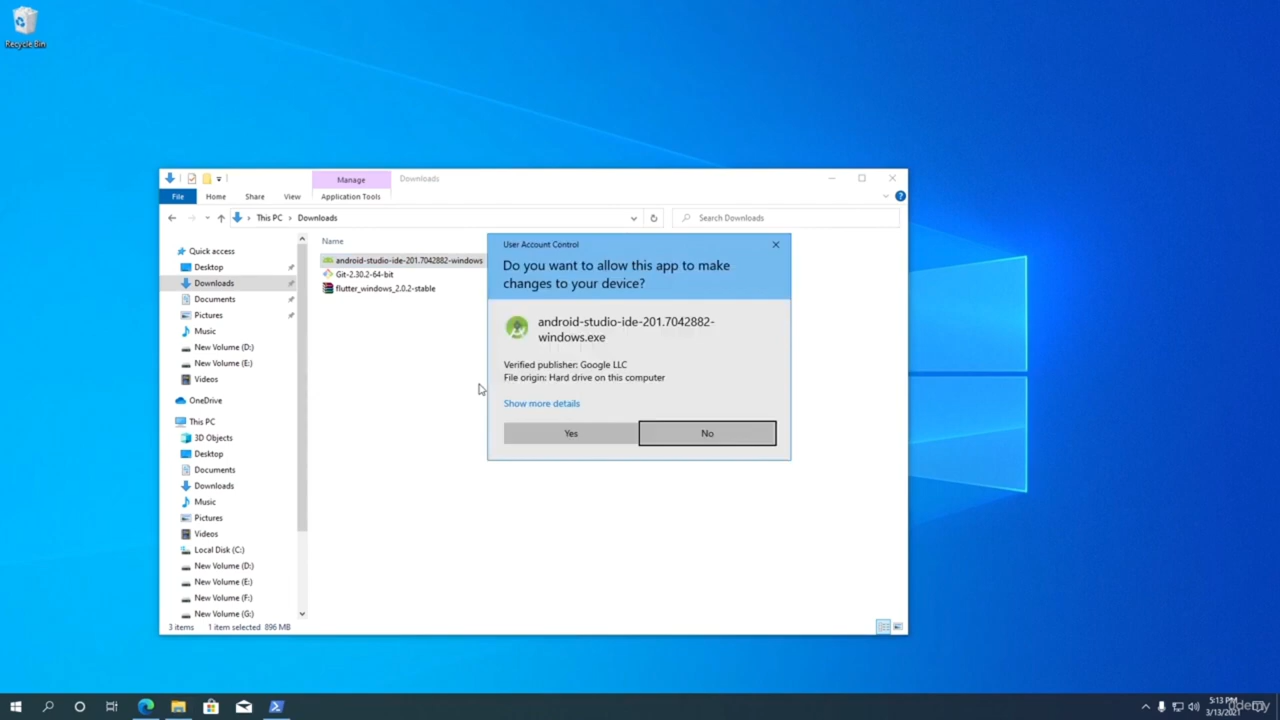 Recycle Bin
Manage
Downloads
File
Home
Share
View
Application Tools
This PC
Downloads
Search Downloads
Quick access
Desktop
Downloads
Documents
Pictures
Music
New Volume (D:)
New Volume (E:)
Videos
OneDrive
This PC
3D Objects
Desktop
Documents
Downloads
Music
Pictures
Videos
Local Disk (C:)
New Volume (D:)
New Volume (E:)
New Volume (F:)
New Volume (G:)
Name
android-studio-ide-201.7042882-windows
Git-2.30.2-64-bit
flutter_windows_2.0.2-stable
User Account Control
Do you want to allow this app to make
changes to your device?
android-studio-ide-201.7042882-
windows.exe
Verified publisher: Google LLC
File origin: Hard drive on this computer
Show more details
Yes
No
3 items
1 item selected 896 MB
5:13 PM
3/13/2021
udemy